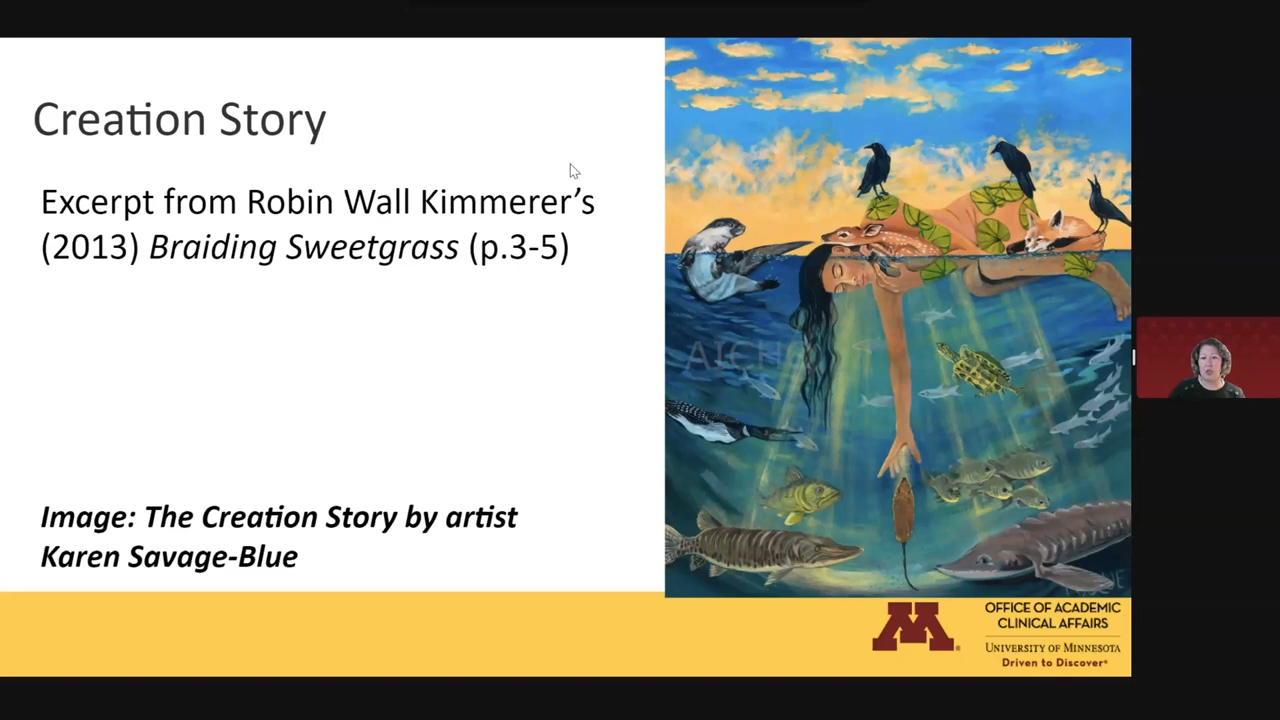 Creation Story
Excerpt from Robin Wall Kimmerer’s
(2013) Braiding Sweetgrass (p.3-5)
Image: The Creation Story by artist
Karen Savage-Blue
AICHO
M
OFFICE OF ACADEMIC
CLINICAL AFFAIRS
UNIVERSITY OF MINNESOTA
Driven to Discover®